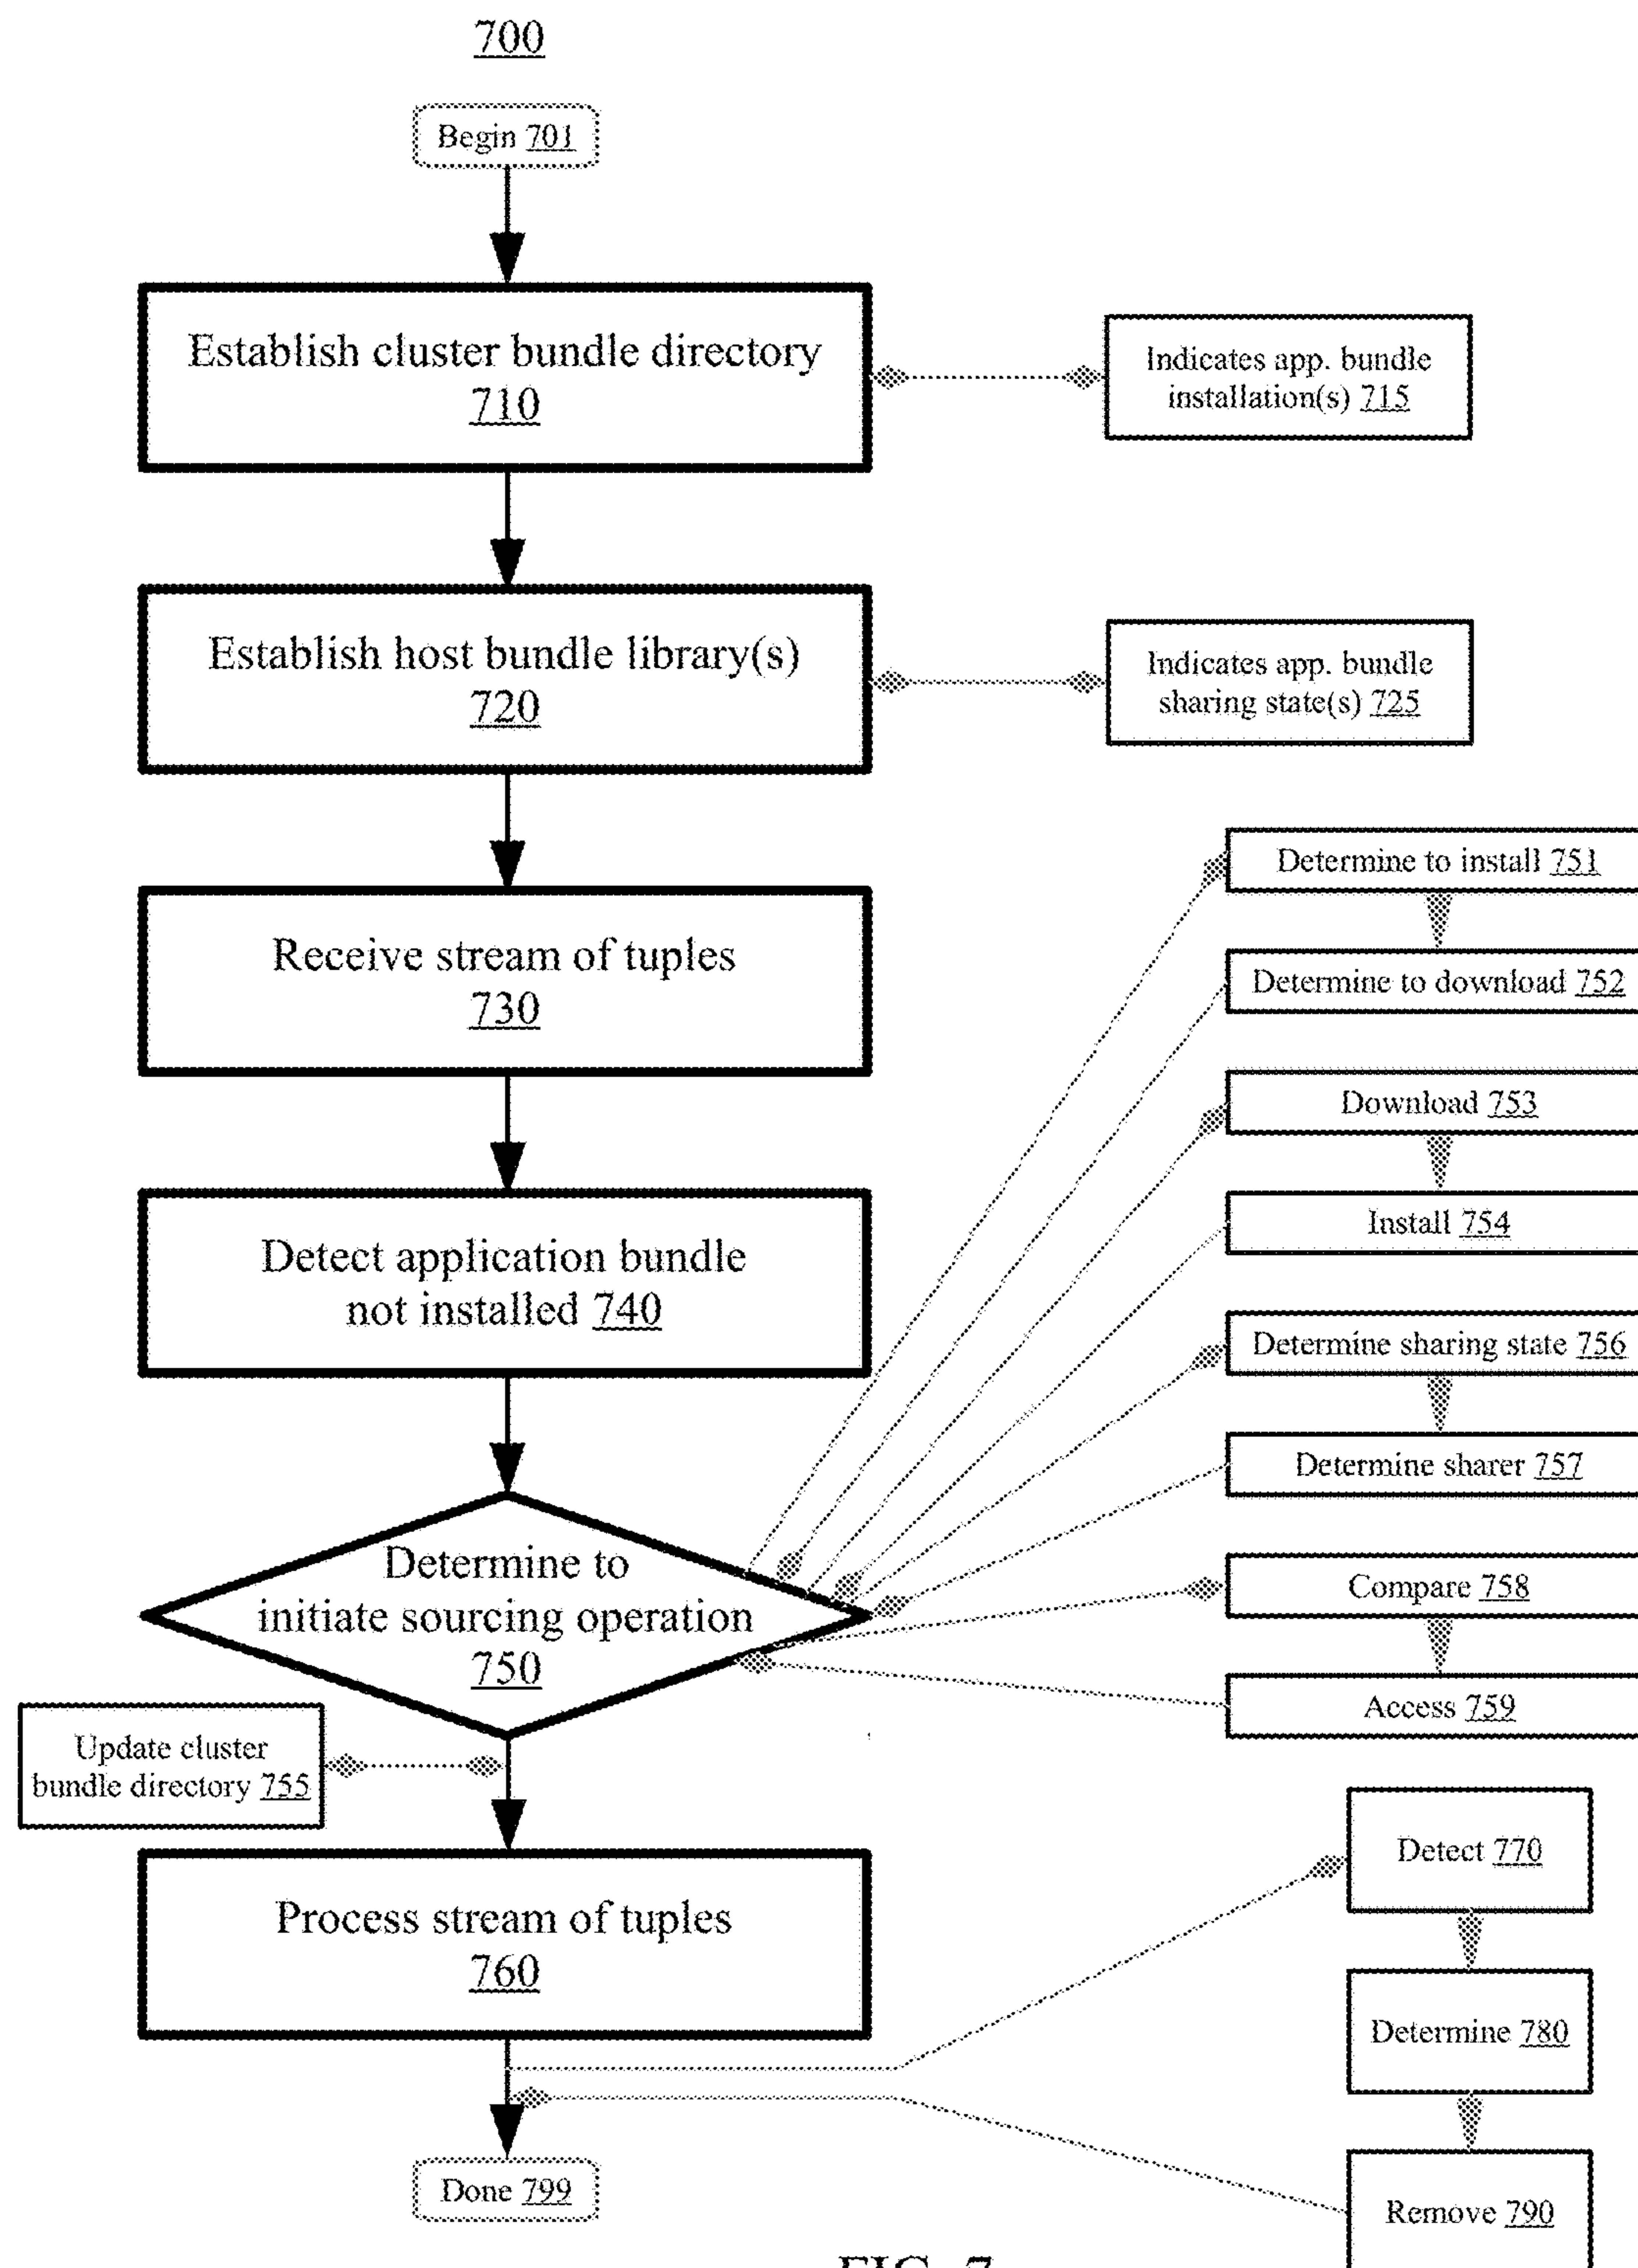 700
Begin 701
Establish cluster bundle directory
710
Indicates app. bundle
installation(s) 715
Establish host bundle library(s)
720
Indicates app. bundle
sharing state(s) 725
Receive stream of tuples
730
Determine to install 751
Determine to download 752
Download 753
Install 754
Detect application bundle
not installed 740
Determine sharing state 756
Determine sharer 757
Determine to
initiate sourcing operation
750
Compare 758
Access 759
Update cluster
bundle directory 755
Process stream of tuples
760
Detect 770
Determine 780
Remove 790
Done 799
FIG. 7